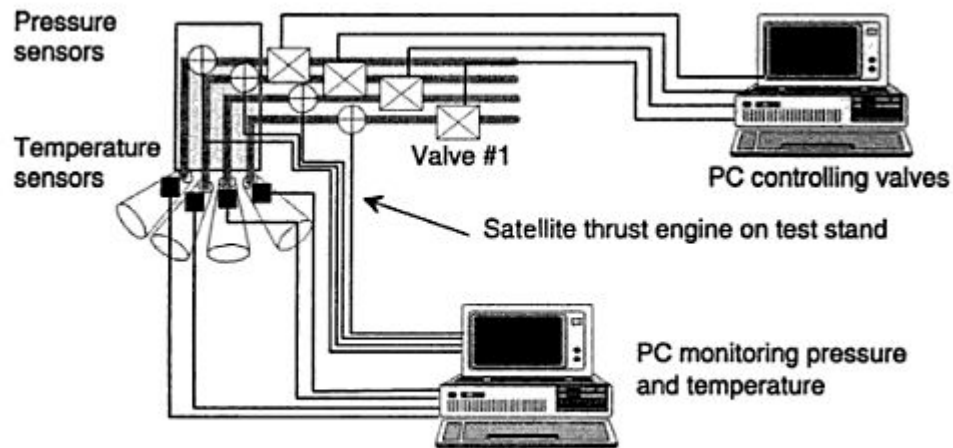 Pressure
sensors
Temperature
sensors
Valve #1
PC controlling valves
Satellite thrust engine on test stand
PC monitoring pressure
and temperature